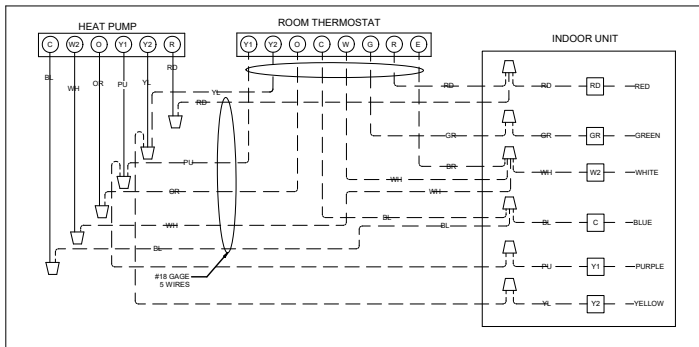 HEAT PUMP
C W2 O Y1 Y2 R
ROOM THERMOSTAT
Y1 Y2 O C W G R E
INDOOR UNIT
BL
WH
OR
PU
YL
RD
YL
RD
RD
RD
RD
RED
GR
GR
GR
GREEN
BR
PU
WH
WH
W2
WHITE
OR
WH
WH
BL
BL
C
BLUE
BL
BL
#18 GAGE
5 WIRES
PU
Y1
PURPLE
YL
Y2
YELLOW